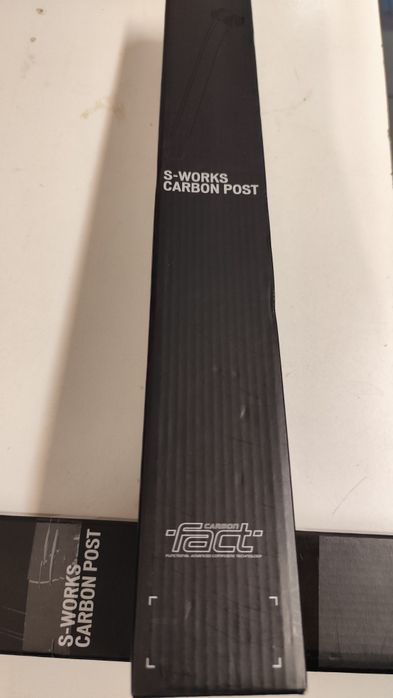 S-WORKS
CARBON POST
CARBON
fact
FUNCTIONAL ADVANCED COMPOSITE TECHNOLOGY
S-WORKS
CARBON POST